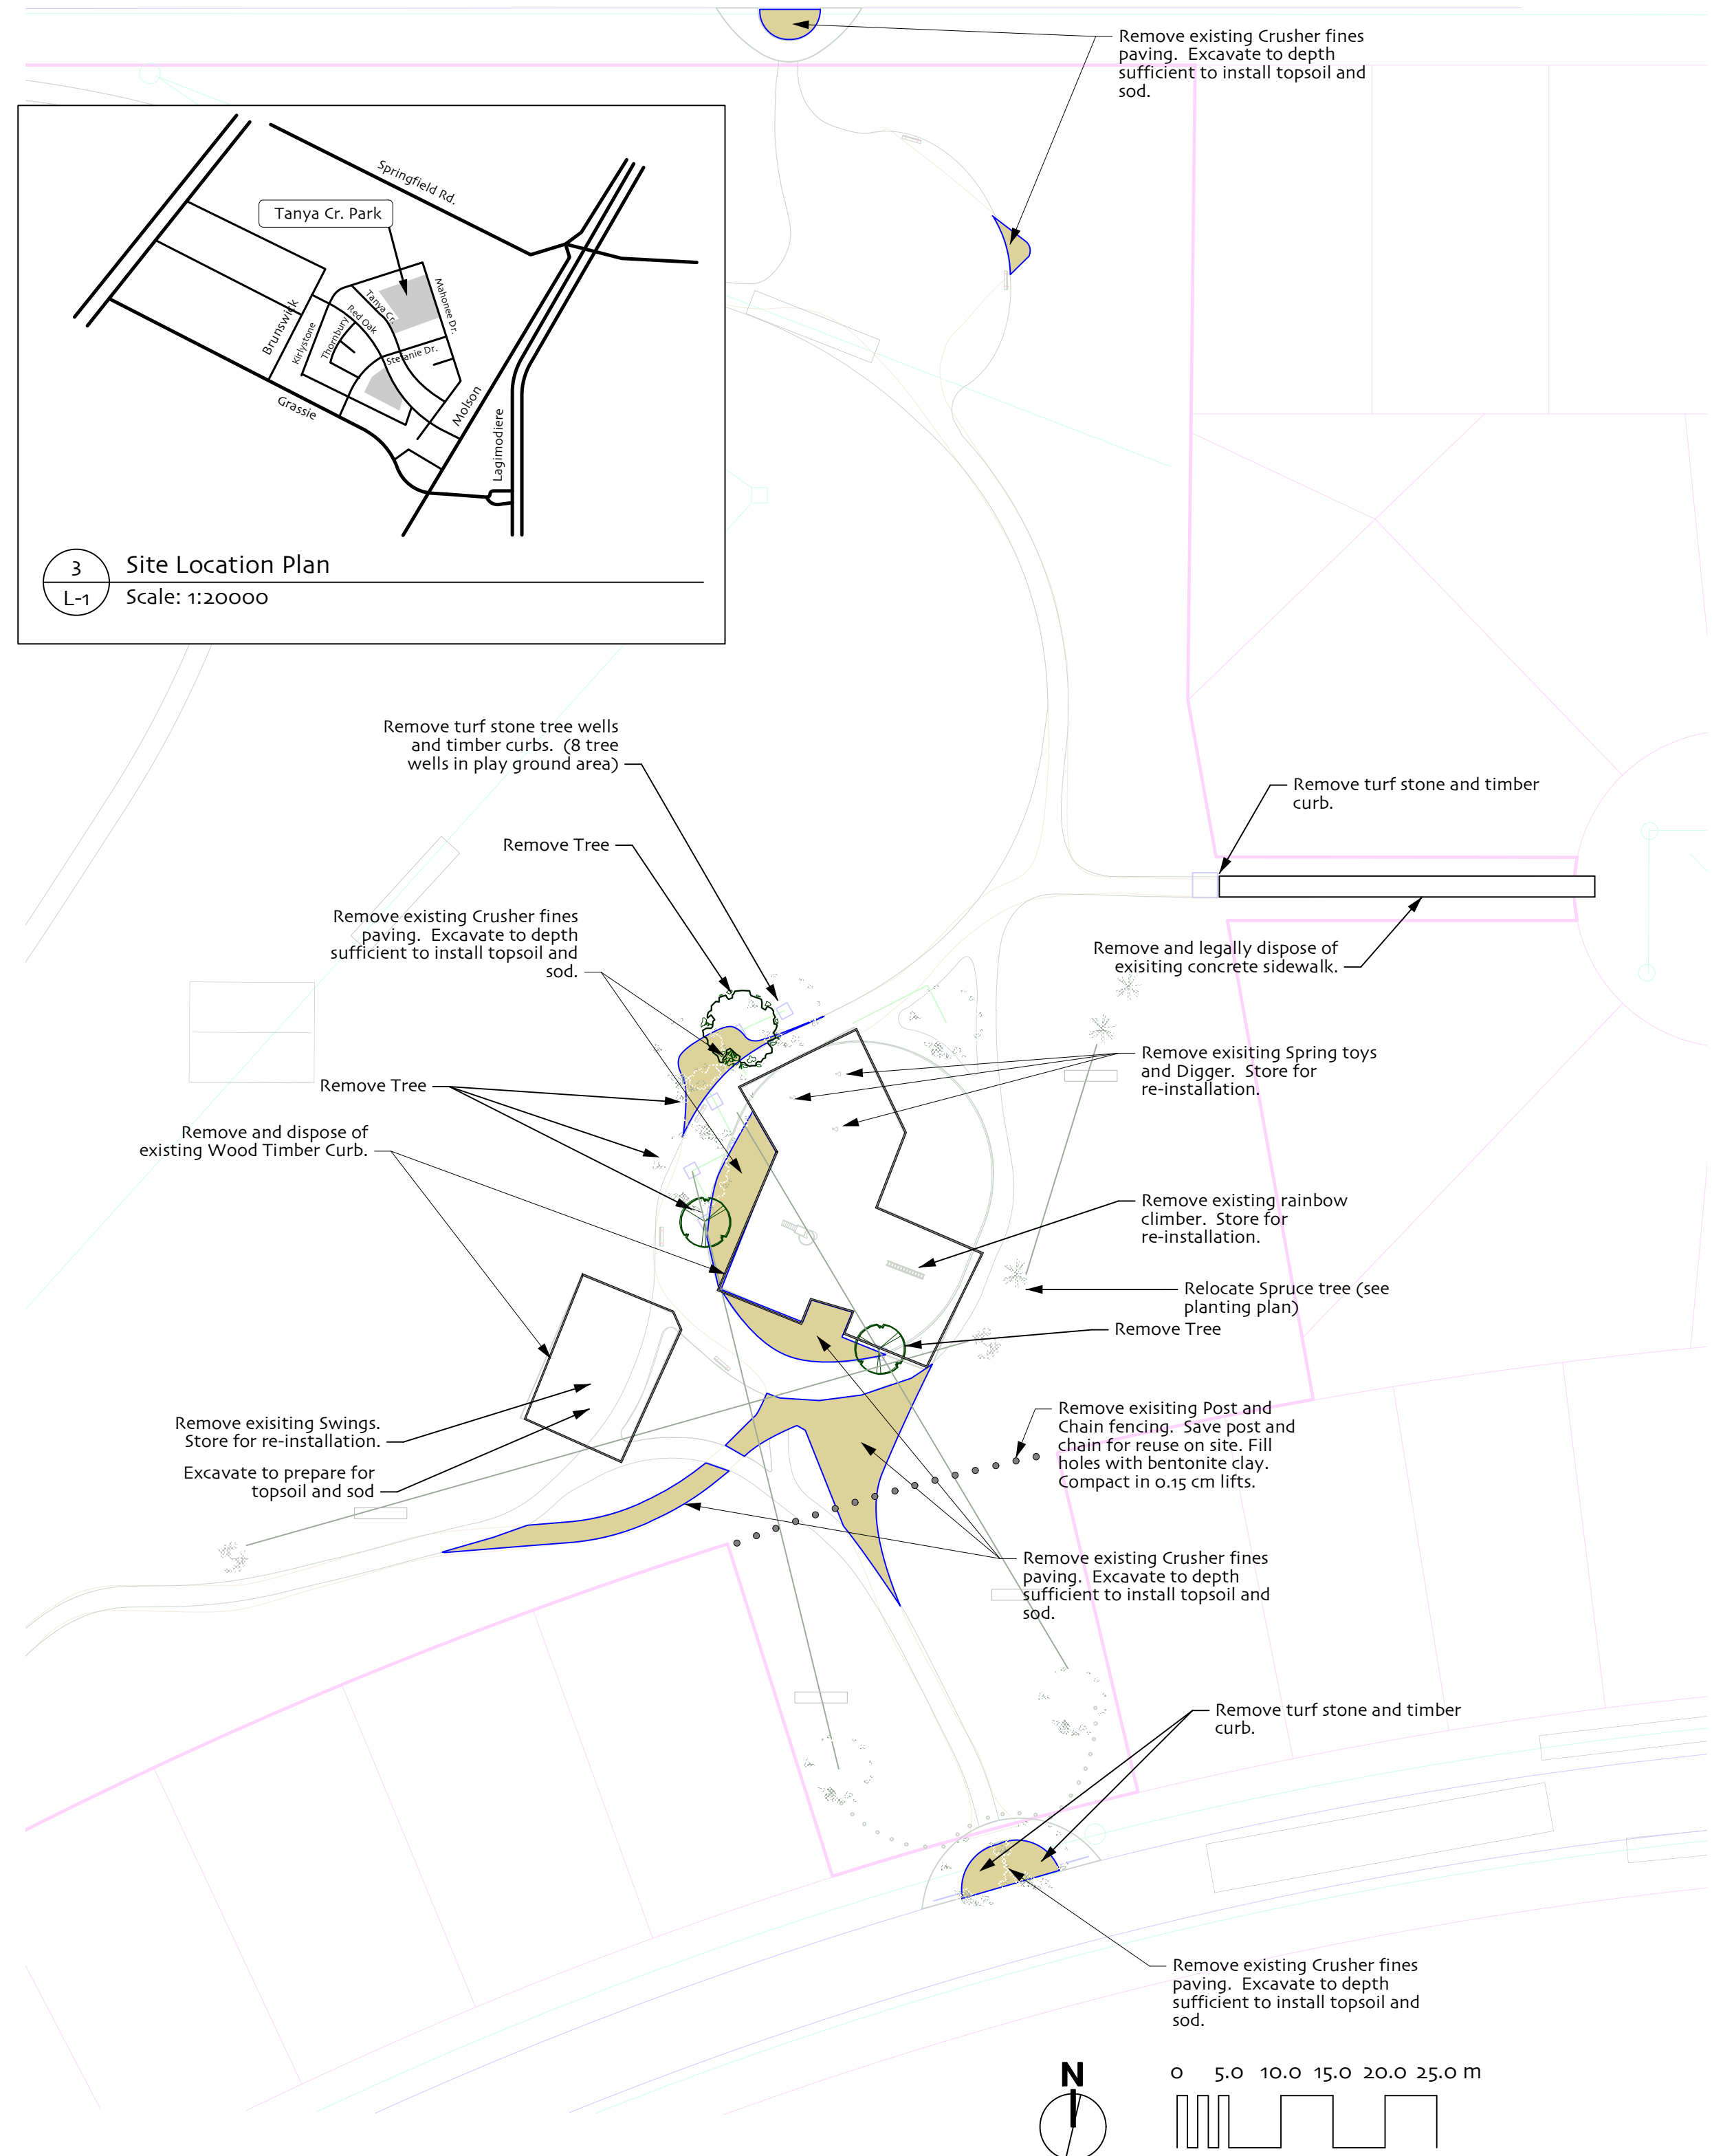 Remove existing Crusher fines
paving. Excavate to depth
sufficient to install topsoil and
sod.
Springfield Rd.
Tanya Cr. Park
Mahonee Dr.
Tanya Cr.
Red Oak
Thornbury
Kirlystone
Brunswick
Stefanie Dr.
Grassie
Molson
Lagimodiere
3
L-1
Site Location Plan
Scale: 1:20000
Remove turf stone tree wells
and timber curbs. (8 tree
wells in play ground area)
Remove turf stone and timber
curb.
Remove Tree
Remove existing Crusher fines
paving. Excavate to depth
sufficient to install topsoil and
sod.
Remove and legally dispose of
exisiting concrete sidewalk.
Remove exisiting Spring toys
and Digger. Store for
re-installation.
Remove Tree
Remove and dispose of
existing Wood Timber Curb.
Remove existing rainbow
climber. Store for
re-installation.
Relocate Spruce tree (see
planting plan)
Remove Tree
Remove exisiting Swings.
Store for re-installation.
Excavate to prepare for
topsoil and sod
Remove exisiting Post and
Chain fencing. Save post and
chain for reuse on site. Fill
holes with bentonite clay.
Compact in 0.15 cm lifts.
Remove existing Crusher fines
paving. Excavate to depth
sufficient to install topsoil and
sod.
Remove turf stone and timber
curb.
Remove existing Crusher fines
paving. Excavate to depth
sufficient to install topsoil and
sod.
N
0 5.0 10.0 15.0 20.0 25.0 m